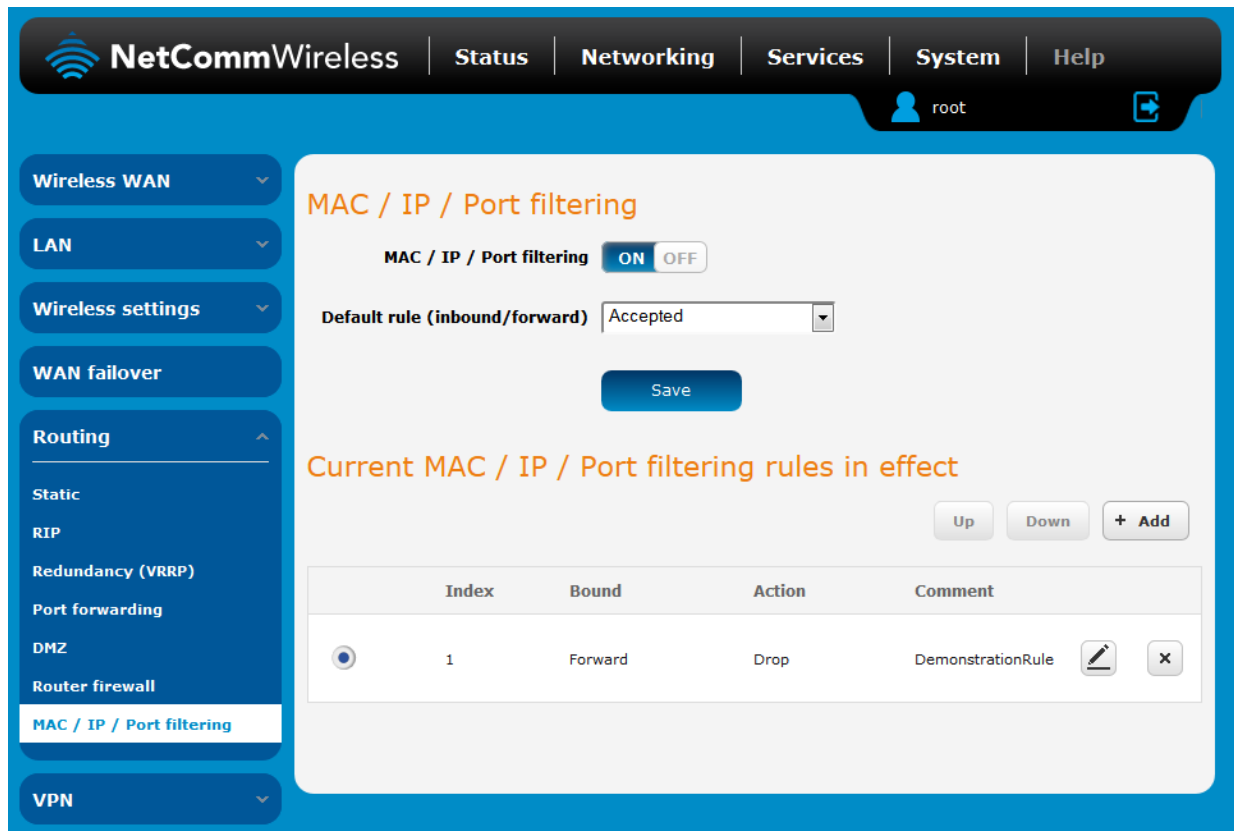 NetCommWireless Status Networking Services System Help
root
Wireless WAN
LAN
Wireless settings
WAN failover
Routing
Static
RIP
Redundancy (VRRP)
Port forwarding
DMZ
Router firewall
MAC / IP / Port filtering
VPN
MAC / IP / Port filtering
MAC / IP / Port filtering ON OFF
Default rule (inbound/forward) Accepted
Save
Current MAC / IP / Port filtering rules in effect
Up Down + Add
Index Bound Action Comment
1 Forward Drop DemonstrationRule